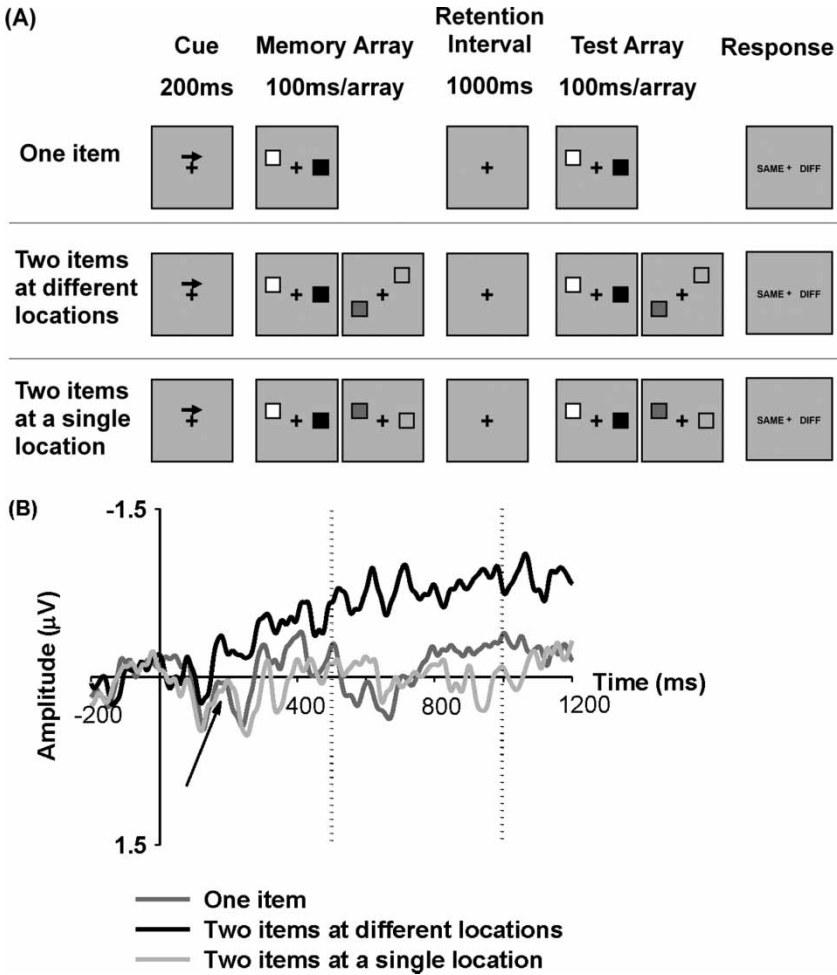 (A)
Cue Memory Array Retention Interval Test Array Response
200ms 100ms/array 1000ms 100ms/array
One item
SAME + DIFF
Two items
at different
locations
SAME + DIFF
Two items
at a single
location
SAME + DIFF
(B)
-1.5
Amplitude (μV)
-200
400
800
1200
Time (ms)
1.5
One item
Two items at different locations
Two items at a single location